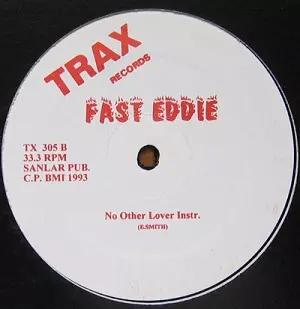 TRAX
RECORDS
FAST EDDIE
TX 305 B
33.3 RPM
SANLAR PUB.
C.P. BMI 1993
No Other Lover Instr.
(E.SMITH)